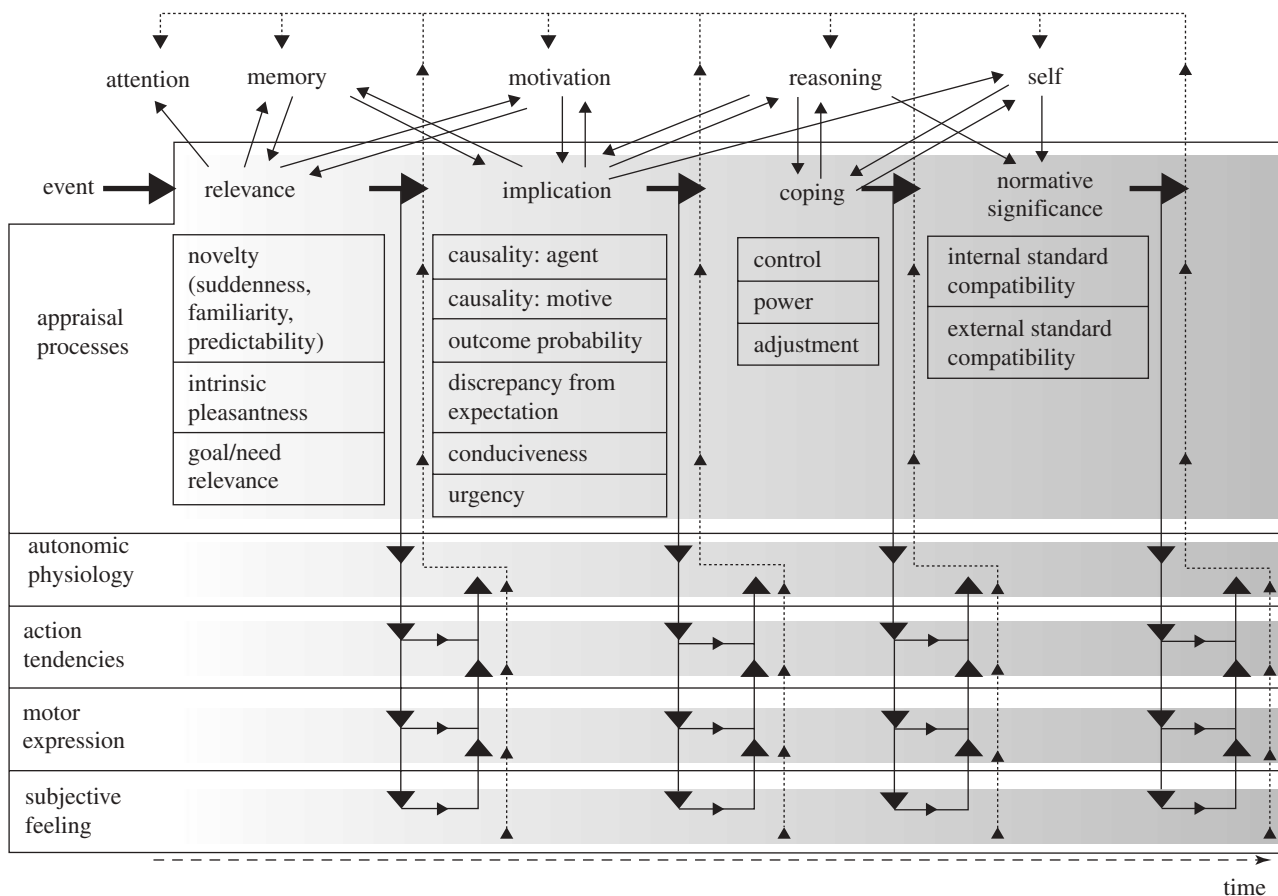 attention
memory
motivation
reasoning
self
event
relevance
implication
coping
normative
significance
appraisal
processes
novelty
(suddenness,
familiarity,
predictability)
intrinsic
pleasantness
goal/need
relevance
causality: agent
causality: motive
outcome probability
discrepancy from
expectation
conduciveness
urgency
control
power
adjustment
internal standard
compatibility
external standard
compatibility
autonomic
physiology
action
tendencies
motor
expression
subjective
feeling
time